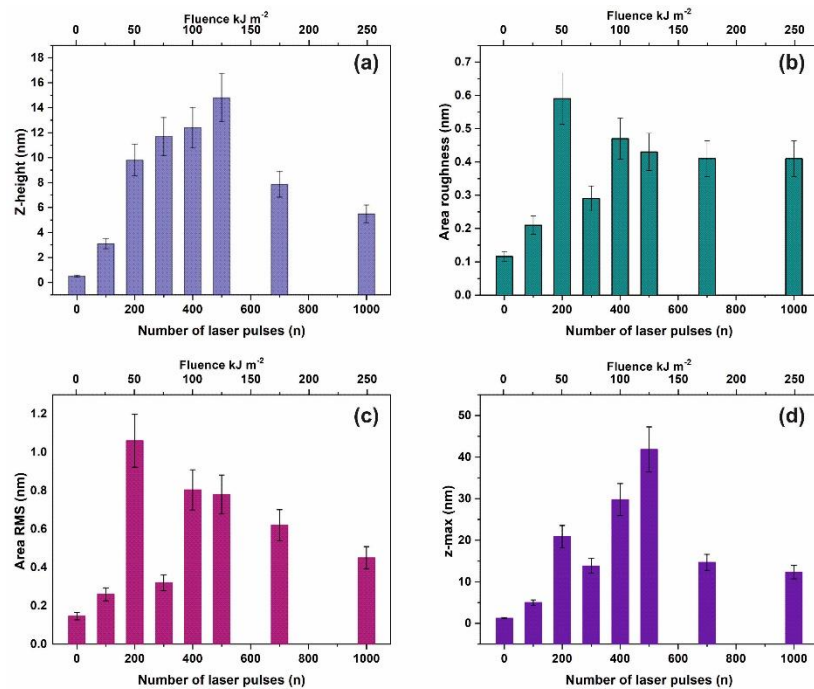 Fluence kJ m-2
0 50 100 150 200 250
(a)
18
16
14
12
10
8
6
4
2
0
Z-height (nm)
0 200 400 600 800 1000
Number of laser pulses (n)
Fluence kJ m-2
0 50 100 150 200 250
(b)
0.7
0.6
0.5
0.4
0.3
0.2
0.1
0.0
Area roughness (nm)
0 200 400 600 800 1000
Number of laser pulses (n)
Fluence kJ m-2
0 50 100 150 200 250
(c)
1.2
1.0
0.8
0.6
0.4
0.2
0.0
Area RMS (nm)
0 200 400 600 800 1000
Number of laser pulses (n)
Fluence kJ m-2
0 50 100 150 200 250
(d)
50
40
30
20
10
0
z-max (nm)
0 200 400 600 800 1000
Number of laser pulses (n)